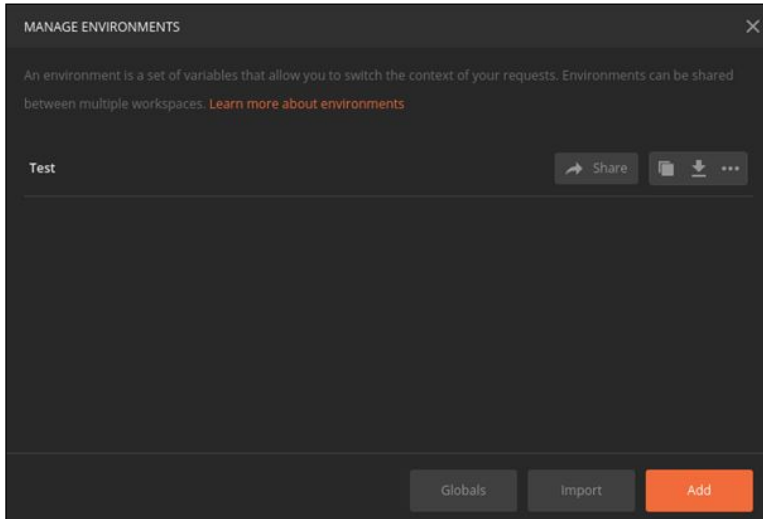 MANAGE ENVIRONMENTS
An environment is a set of variables that allow you to switch the context of your requests. Environments can be shared
between multiple workspaces. Learn more about environments
Test
Share
Globals
Import
Add